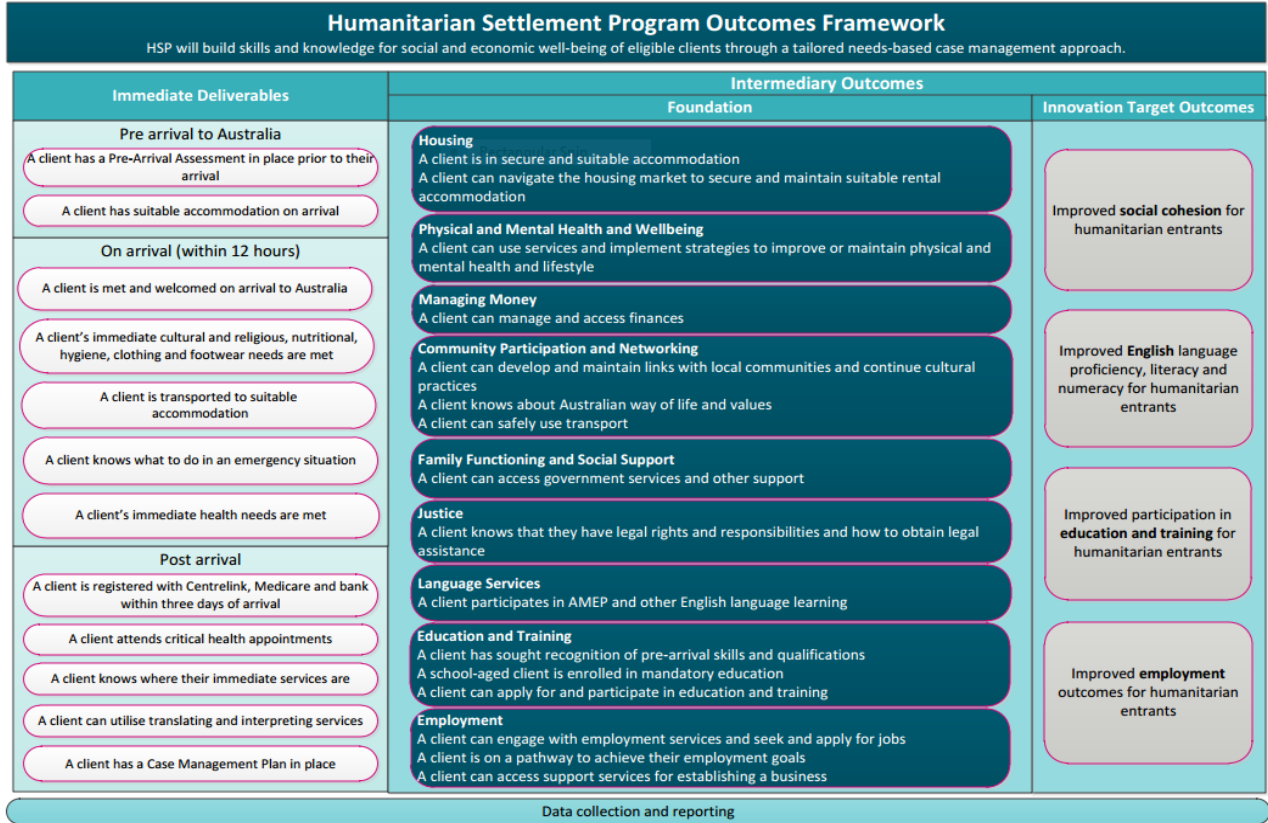 Humanitarian Settlement Program Outcomes Framework
HSP will build skills and knowledge for social and economic well-being of eligible clients through a tailored needs-based case management approach.
Immediate Deliverables
Pre arrival to Australia
A client has a Pre-Arrival Assessment in place prior to their
arrival
A client has suitable accommodation on arrival
On arrival (within 12 hours)
A client is met and welcomed on arrival to Australia
A client's immediate cultural and religious, nutritional,
hygiene, clothing and footwear needs are met
A client is transported to suitable
accommodation
A client knows what to do in an emergency situation
A client's immediate health needs are met
Post arrival
A client is registered with Centrelink, Medicare and bank
within three days of arrival
A client attends critical health appointments
A client knows where their immediate services are
A client can utilise translating and interpreting services
A client has a Case Management Plan in place
Intermediary Outcomes
Foundation
Housing
A client is in secure and suitable accommodation
A client can navigate the housing market to secure and maintain suitable rental
accommodation
Physical and Mental Health and Wellbeing
A client can use services and implement strategies to improve or maintain physical and
mental health and lifestyle
Managing Money
A client can manage and access finances
Community Participation and Networking
A client can develop and maintain links with local communities and continue cultural
practices
A client knows about Australian way of life and values
A client can safely use transport
Family Functioning and Social Support
A client can access government services and other support
Justice
A client knows that they have legal rights and responsibilities and how to obtain legal
assistance
Language Services
A client participates in AMEP and other English language learning
Education and Training
A client has sought recognition of pre-arrival skills and qualifications
A school-aged client is enrolled in mandatory education
A client can apply for and participate in education and training
Employment
A client can engage with employment services and seek and apply for jobs
A client is on a pathway to achieve their employment goals
A client can access support services for establishing a business
Innovation Target Outcomes
Improved social cohesion for
humanitarian entrants
Improved English language
proficiency, literacy and
numeracy for humanitarian
entrants
Improved participation in
education and training for
humanitarian entrants
Improved employment
outcomes for humanitarian
entrants
Data collection and reporting